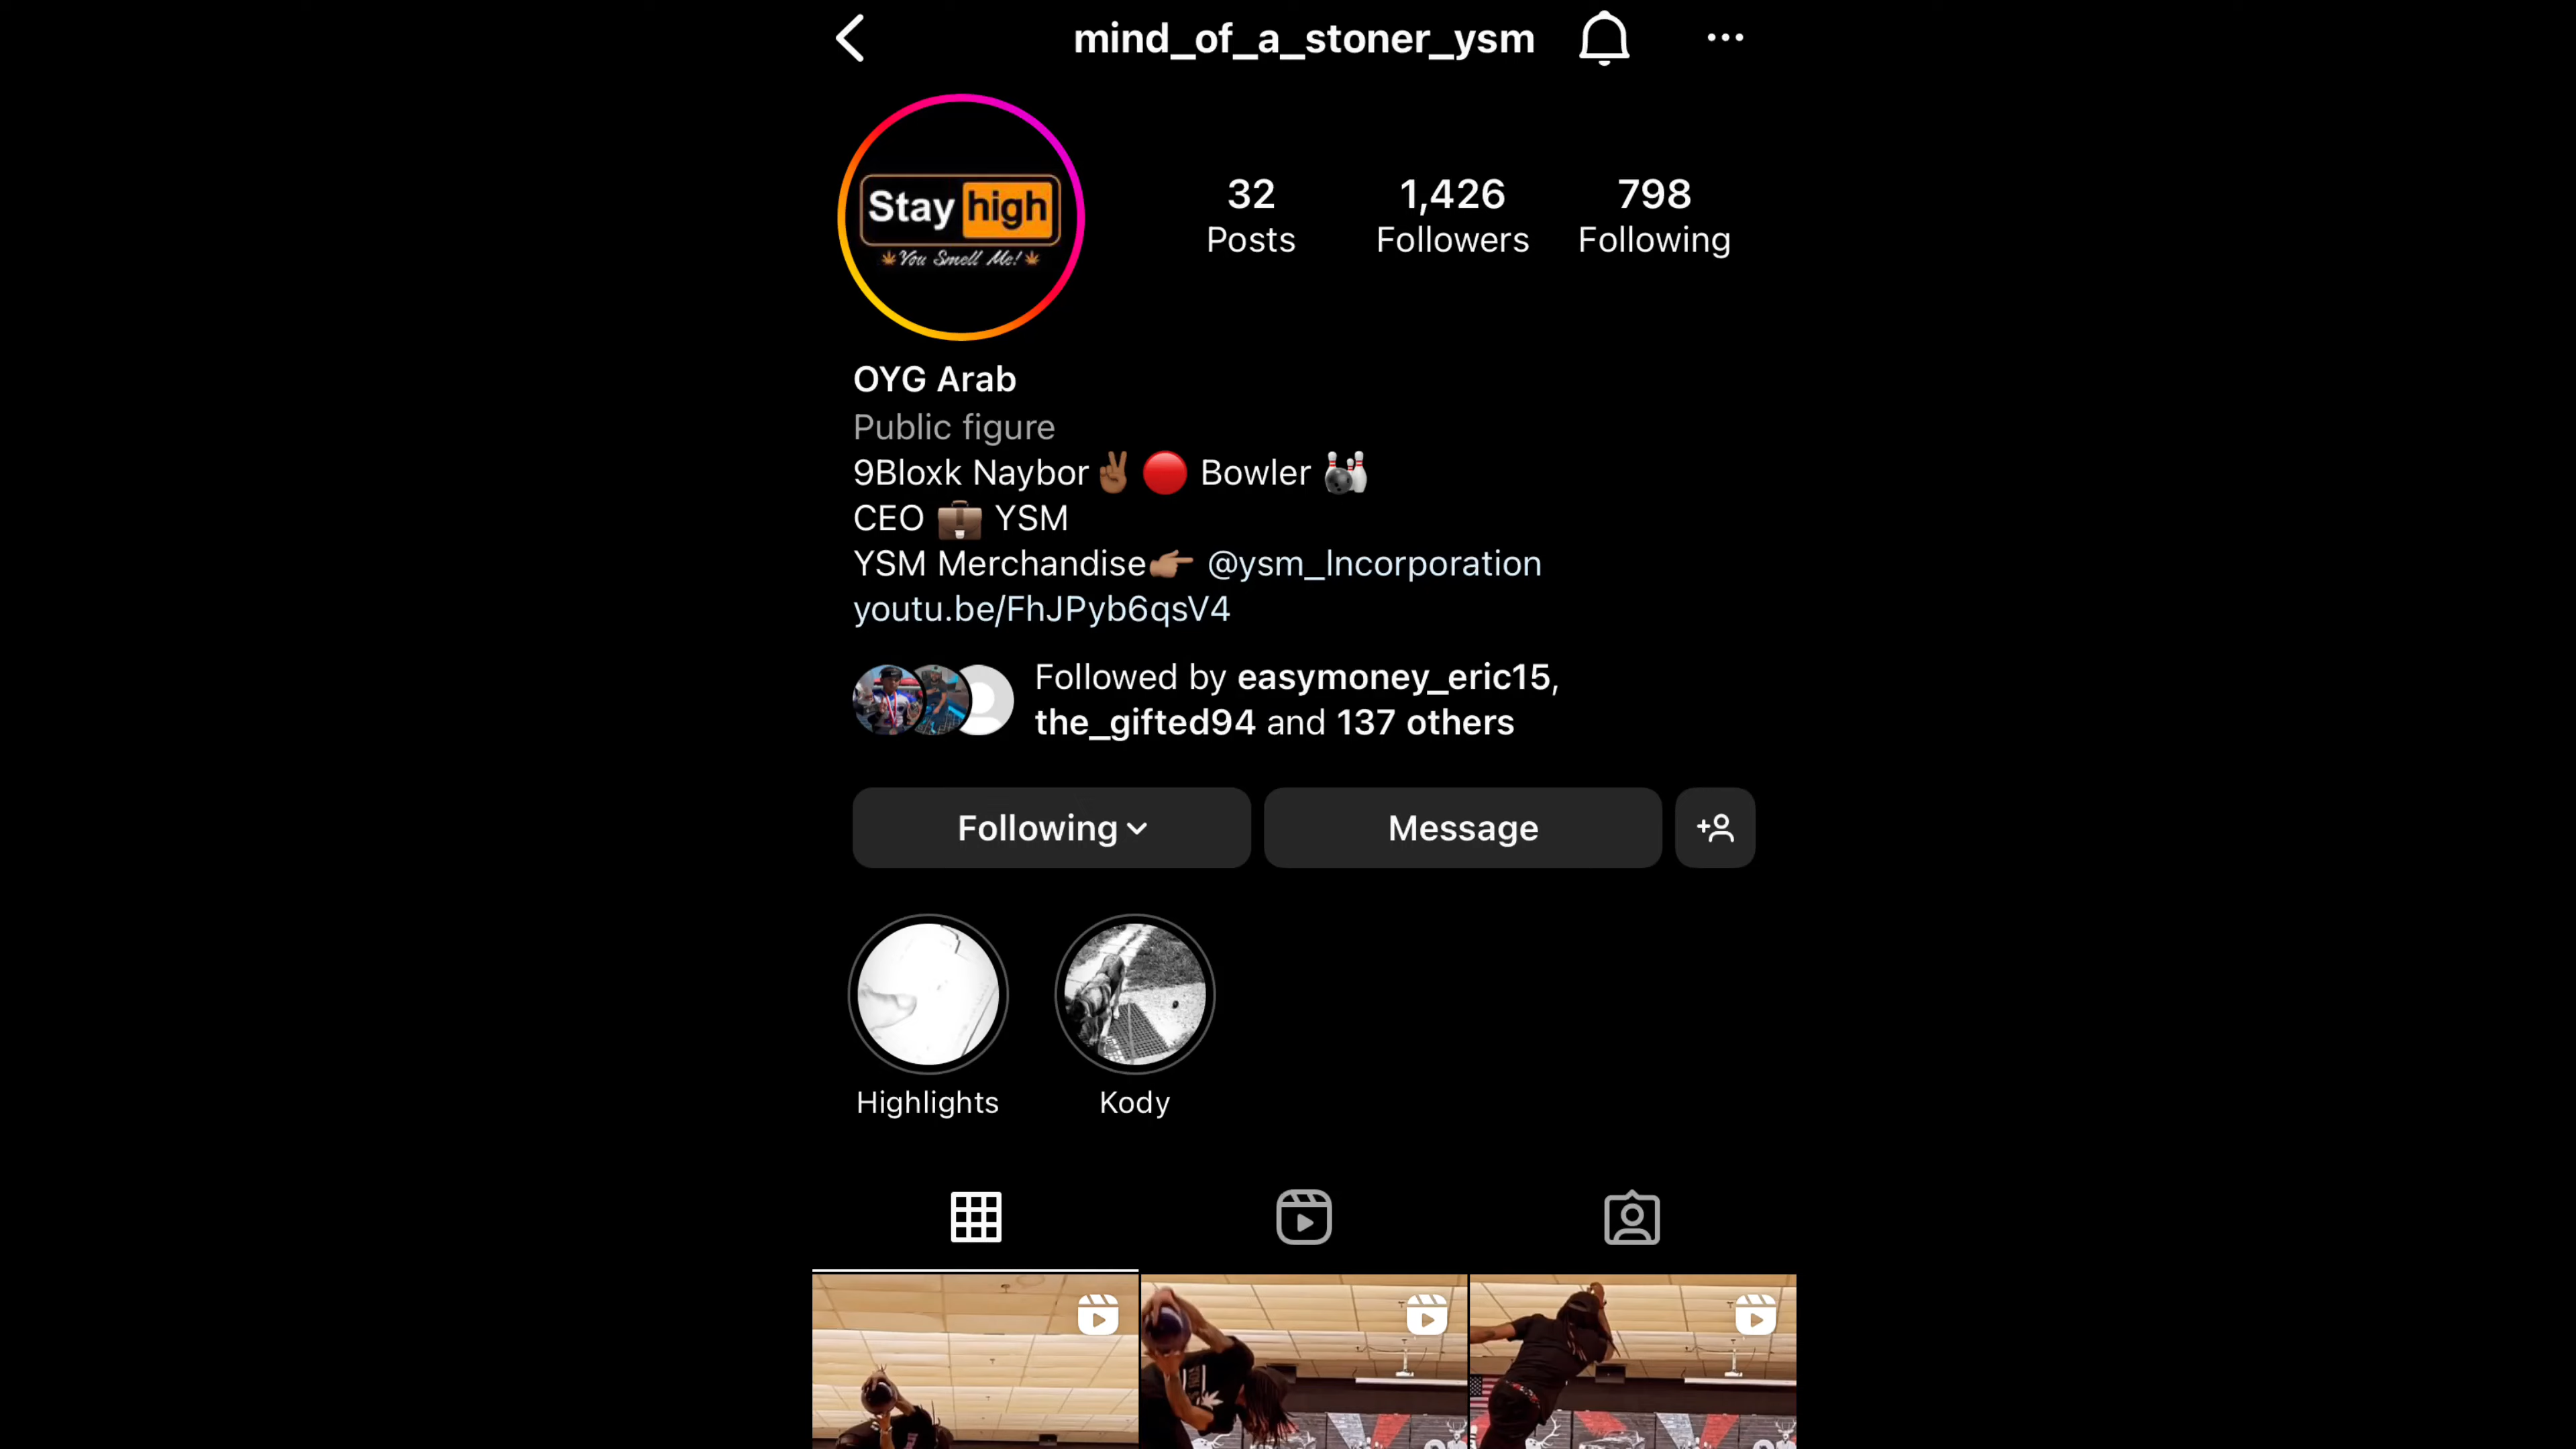 mind_of_a_stoner_ysm
Stay high
You Smell Me!
32 1,426 798
Posts Followers Following
OYG Arab
Public figure
9Bloxk Naybor✌🏾 🔴 Bowler 🎳
CEO 💼 YSM
YSM Merchandise👉🏽 @ysm_Incorporation
youtu.be/FhJPyb6qsV4
Followed by easymoney_eric15,
the_gifted94 and 137 others
Following Message
Highlights Kody